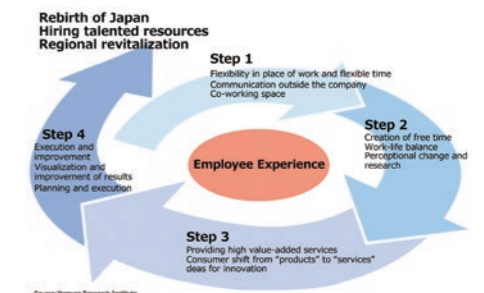 Rebirth of Japan
Hiring talented resources
Regional revitalization
Step 1
Flexibility in place of work and flexible time
Communication outside the company
Co-working space
Step 2
Creation of free time
Work-life balance
Perceptional change and
research
Employee Experience
Step 3
Providing high value-added services
Consumer shift from "products" to "services"
deas for innovation
Step 4
Execution and
improvement
Visualization and
improvement of results
Planning and execution